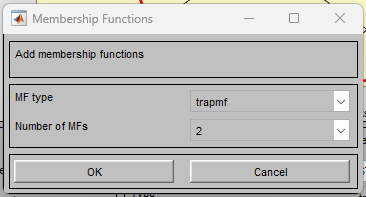 Membership Functions
Add membership functions
MF type
trapmf
Number of MFs
2
OK
Cancel